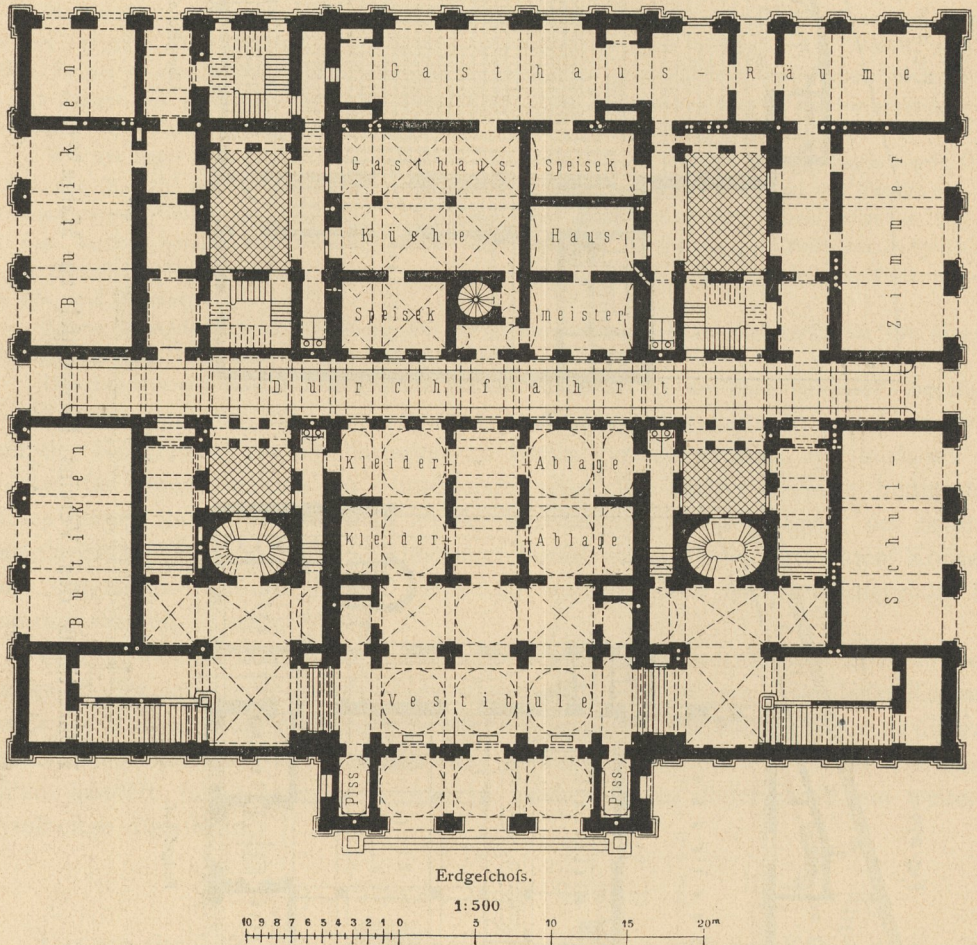 Gasthaus-Räume
Butiken
Gasthaus-
Speisek
Zimmer
Küche
Haus-
Speisek
meister
Durchfahrt
Butiken
Kleider
Ablage.
Schul-
Kleider
Ablage
Vestibule
Piss.
Piss.
Erdgeſchoſs.
1:500
10 9 8 7 6 5 4 3 2 1 0 5 10 15 20ᵐ